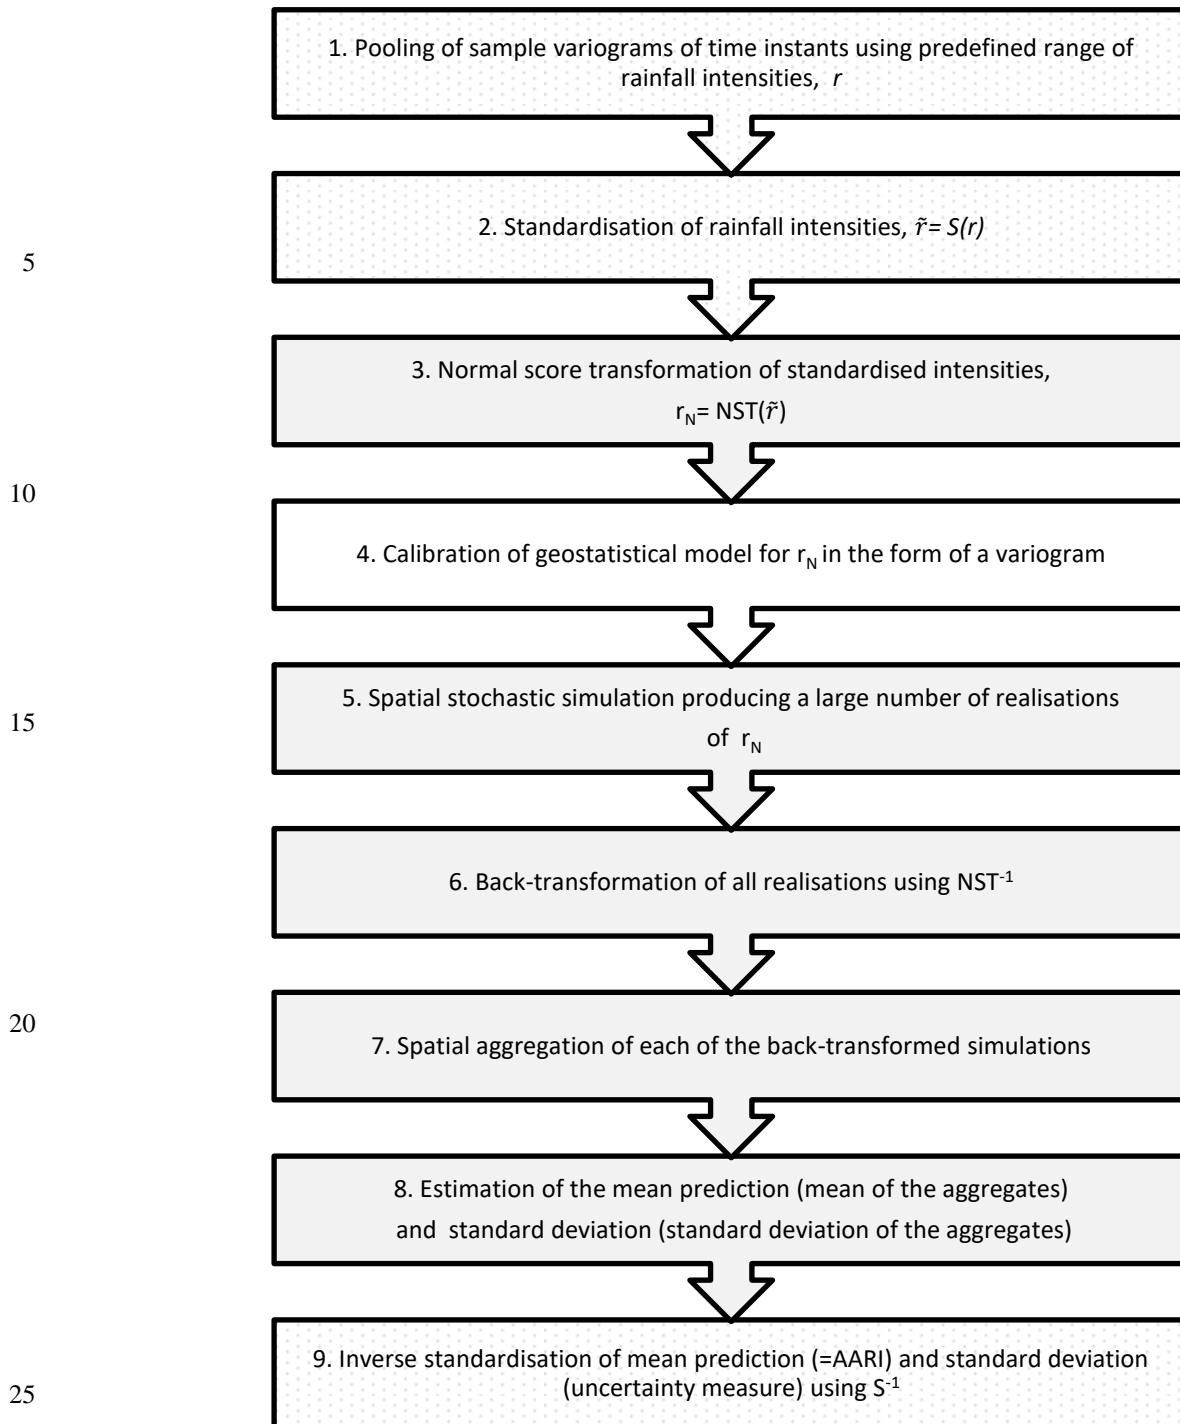 1. Pooling of sample variograms of time instants using predefined range of
rainfall intensities, r
2. Standardisation of rainfall intensities, r̃= S(r)
5
3. Normal score transformation of standardised intensities,
r_N= NST(r̃)
10
4. Calibration of geostatistical model for r_N in the form of a variogram
5. Spatial stochastic simulation producing a large number of realisations
15
of r_N
6. Back-transformation of all realisations using NST⁻¹
20
7. Spatial aggregation of each of the back-transformed simulations
8. Estimation of the mean prediction (mean of the aggregates)
and standard deviation (standard deviation of the aggregates)
9. Inverse standardisation of mean prediction (=AARI) and standard deviation
25
(uncertainty measure) using S⁻¹